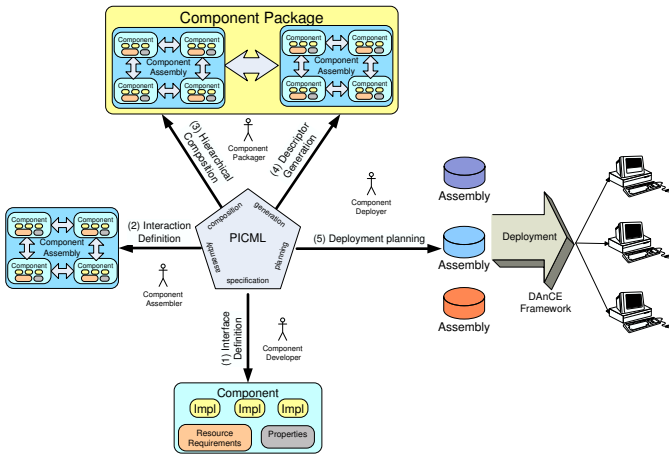 Component Package
Component
Component
Component
Assembly
Component
Component
Component
Component
Component
Assembly
Component
Component
(3) Hierarchical
Composition
Component
Packager
(4) Descriptor
Generation
Component
Deployer
Component
Component
Component
Assembly
Component
Component
(2) Interaction
Definition
Component
Assembler
composition
generation
PICML
assembly
planning
specification
(5) Deployment planning
Assembly
Assembly
Assembly
Deployment
DAnCE
Framework
(1) Interface
Definition
Component
Developer
Component
Impl
Impl
Impl
Resource
Requirements
Properties